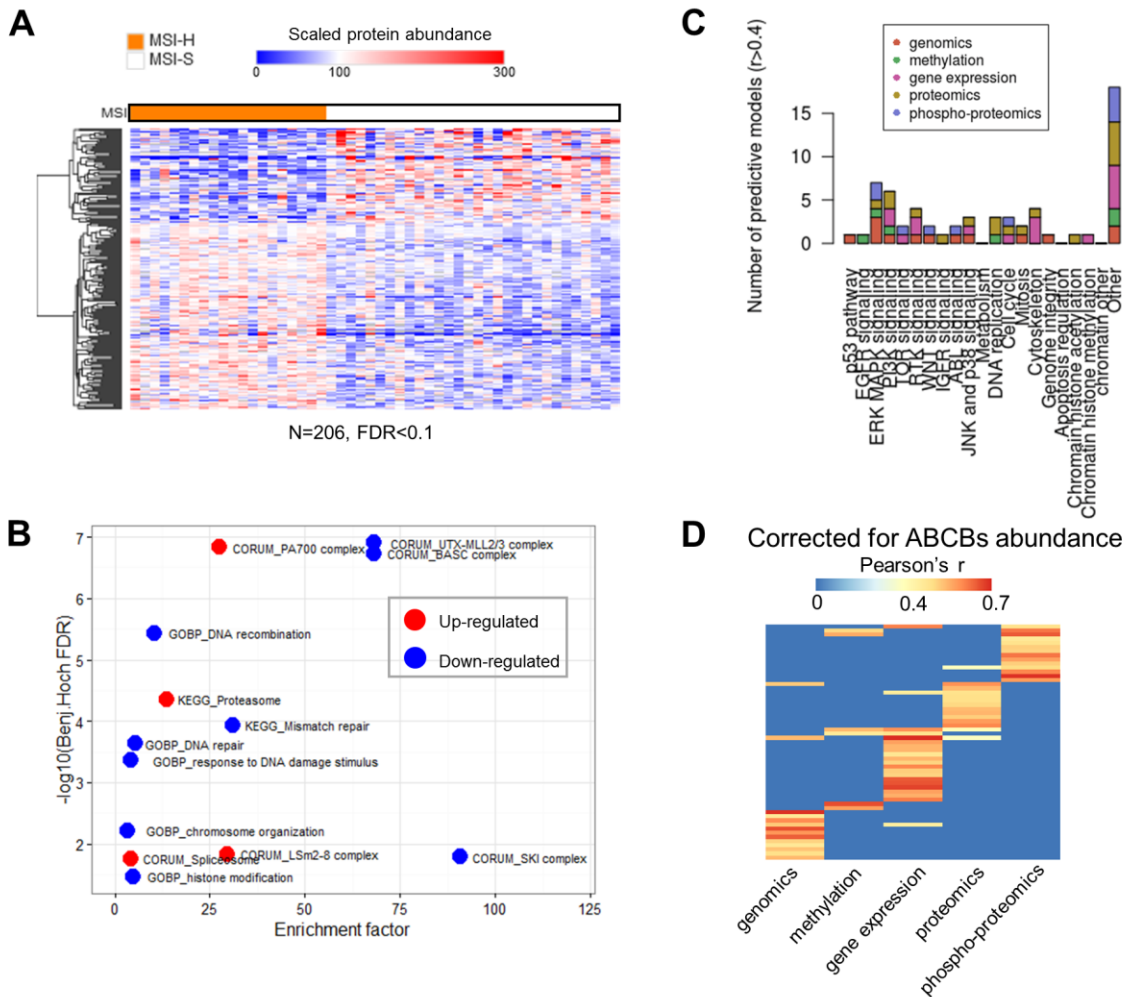 A
MSI-H
MSI-S
Scaled protein abundance
0
100
300
MSI
N=206, FDR<0.1
B
-log10(Benj.Hoch FDR)
7
6
5
4
3
2
CORUM_PA700 complex
CORUM_UTX-MLL2/3 complex
CORUM_BASC complex
Up-regulated
Down-regulated
GOBP_DNA recombination
KEGG_Proteasome
KEGG_Mismatch repair
GOBP_DNA repair
GOBP_response to DNA damage stimulus
GOBP_chromosome organization
CORUM_Spliceosome
CORUM_LSm2-8 complex
CORUM_SKI complex
GOBP_histone modification
0
25
50
75
100
125
Enrichment factor
C
genomics
methylation
gene expression
proteomics
phospho-proteomics
Number of predictive models (r>0.4)
15
10
5
0
p53 pathway
EGFR signaling
ERK MAPK signaling
PI3K signaling
TOR signaling
RTK signaling
WNT signaling
IGFR signaling
ABL signaling
JNK and p38 signaling
Metabolism
DNA replication
Cell cycle
Mitosis
Cytoskeleton
Genome integrity
Apoptosis regulation
Chromain histone acetylation
Chromatin histone methylation
chromatin other
Other
D
Corrected for ABCBs abundance
Pearson's r
0
0.4
0.7
genomics
methylation
gene expression
proteomics
phospho-proteomics